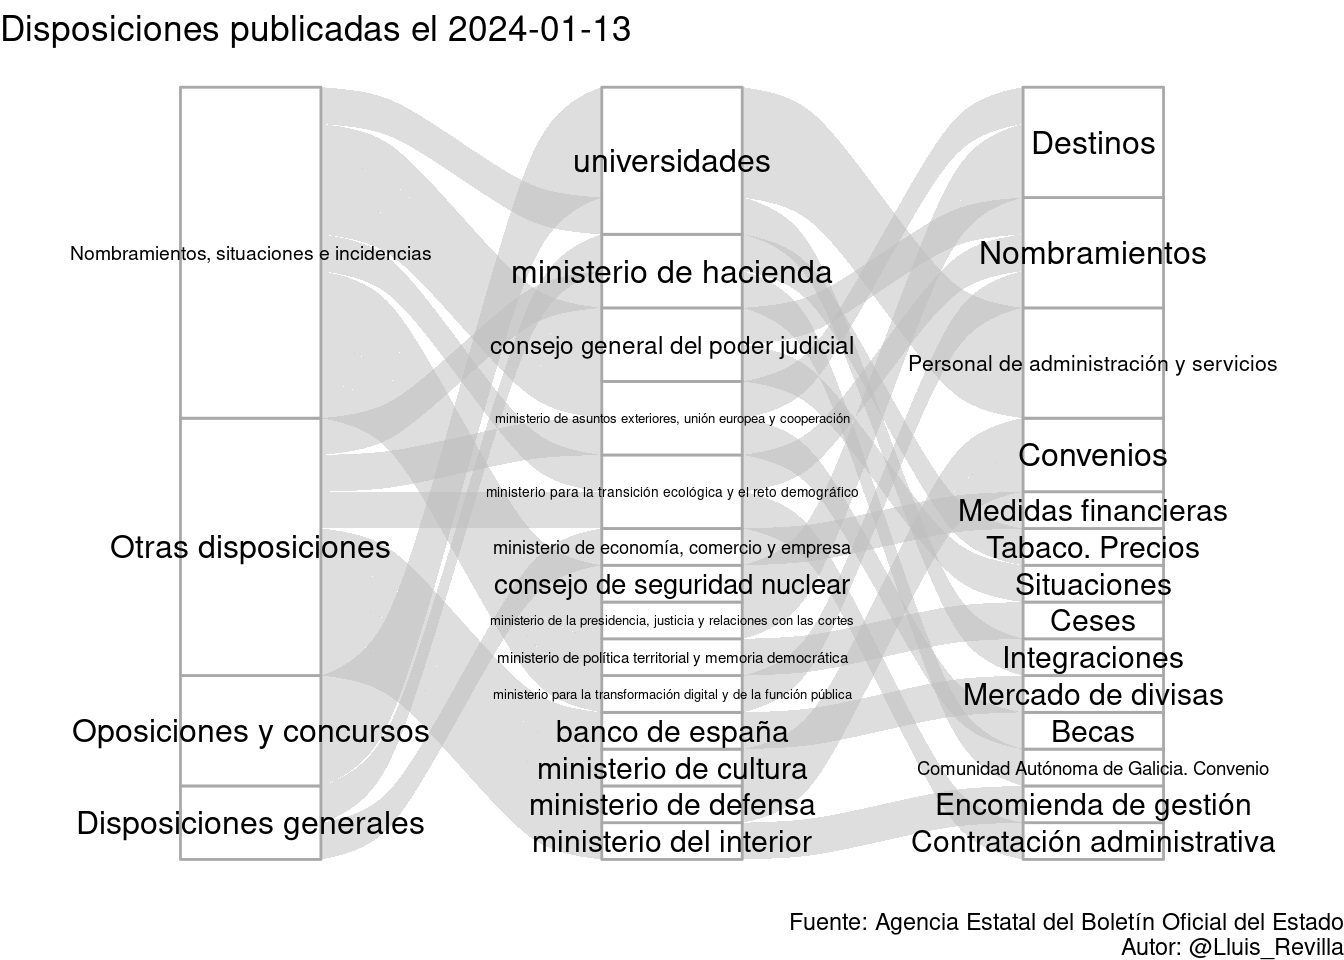 Disposiciones publicadas el 2024-01-13
Nombramientos, situaciones e incidencias
Otras disposiciones
Oposiciones y concursos
Disposiciones generales
universidades
ministerio de hacienda
consejo general del poder judicial
ministerio de asuntos exteriores, unión europea y cooperación
ministerio para la transición ecológica y el reto demográfico
ministerio de economía, comercio y empresa
consejo de seguridad nuclear
ministerio de la presidencia, justicia y relaciones con las cortes
ministerio de política territorial y memoria democrática
ministerio para la transformación digital y de la función pública
banco de españa
ministerio de cultura
ministerio de defensa
ministerio del interior
Destinos
Nombramientos
Personal de administración y servicios
Convenios
Medidas financieras
Tabaco. Precios
Situaciones
Ceses
Integraciones
Mercado de divisas
Becas
Comunidad Autónoma de Galicia. Convenio
Encomienda de gestión
Contratación administrativa
Fuente: Agencia Estatal del Boletín Oficial del Estado
Autor: @Lluis_Revilla